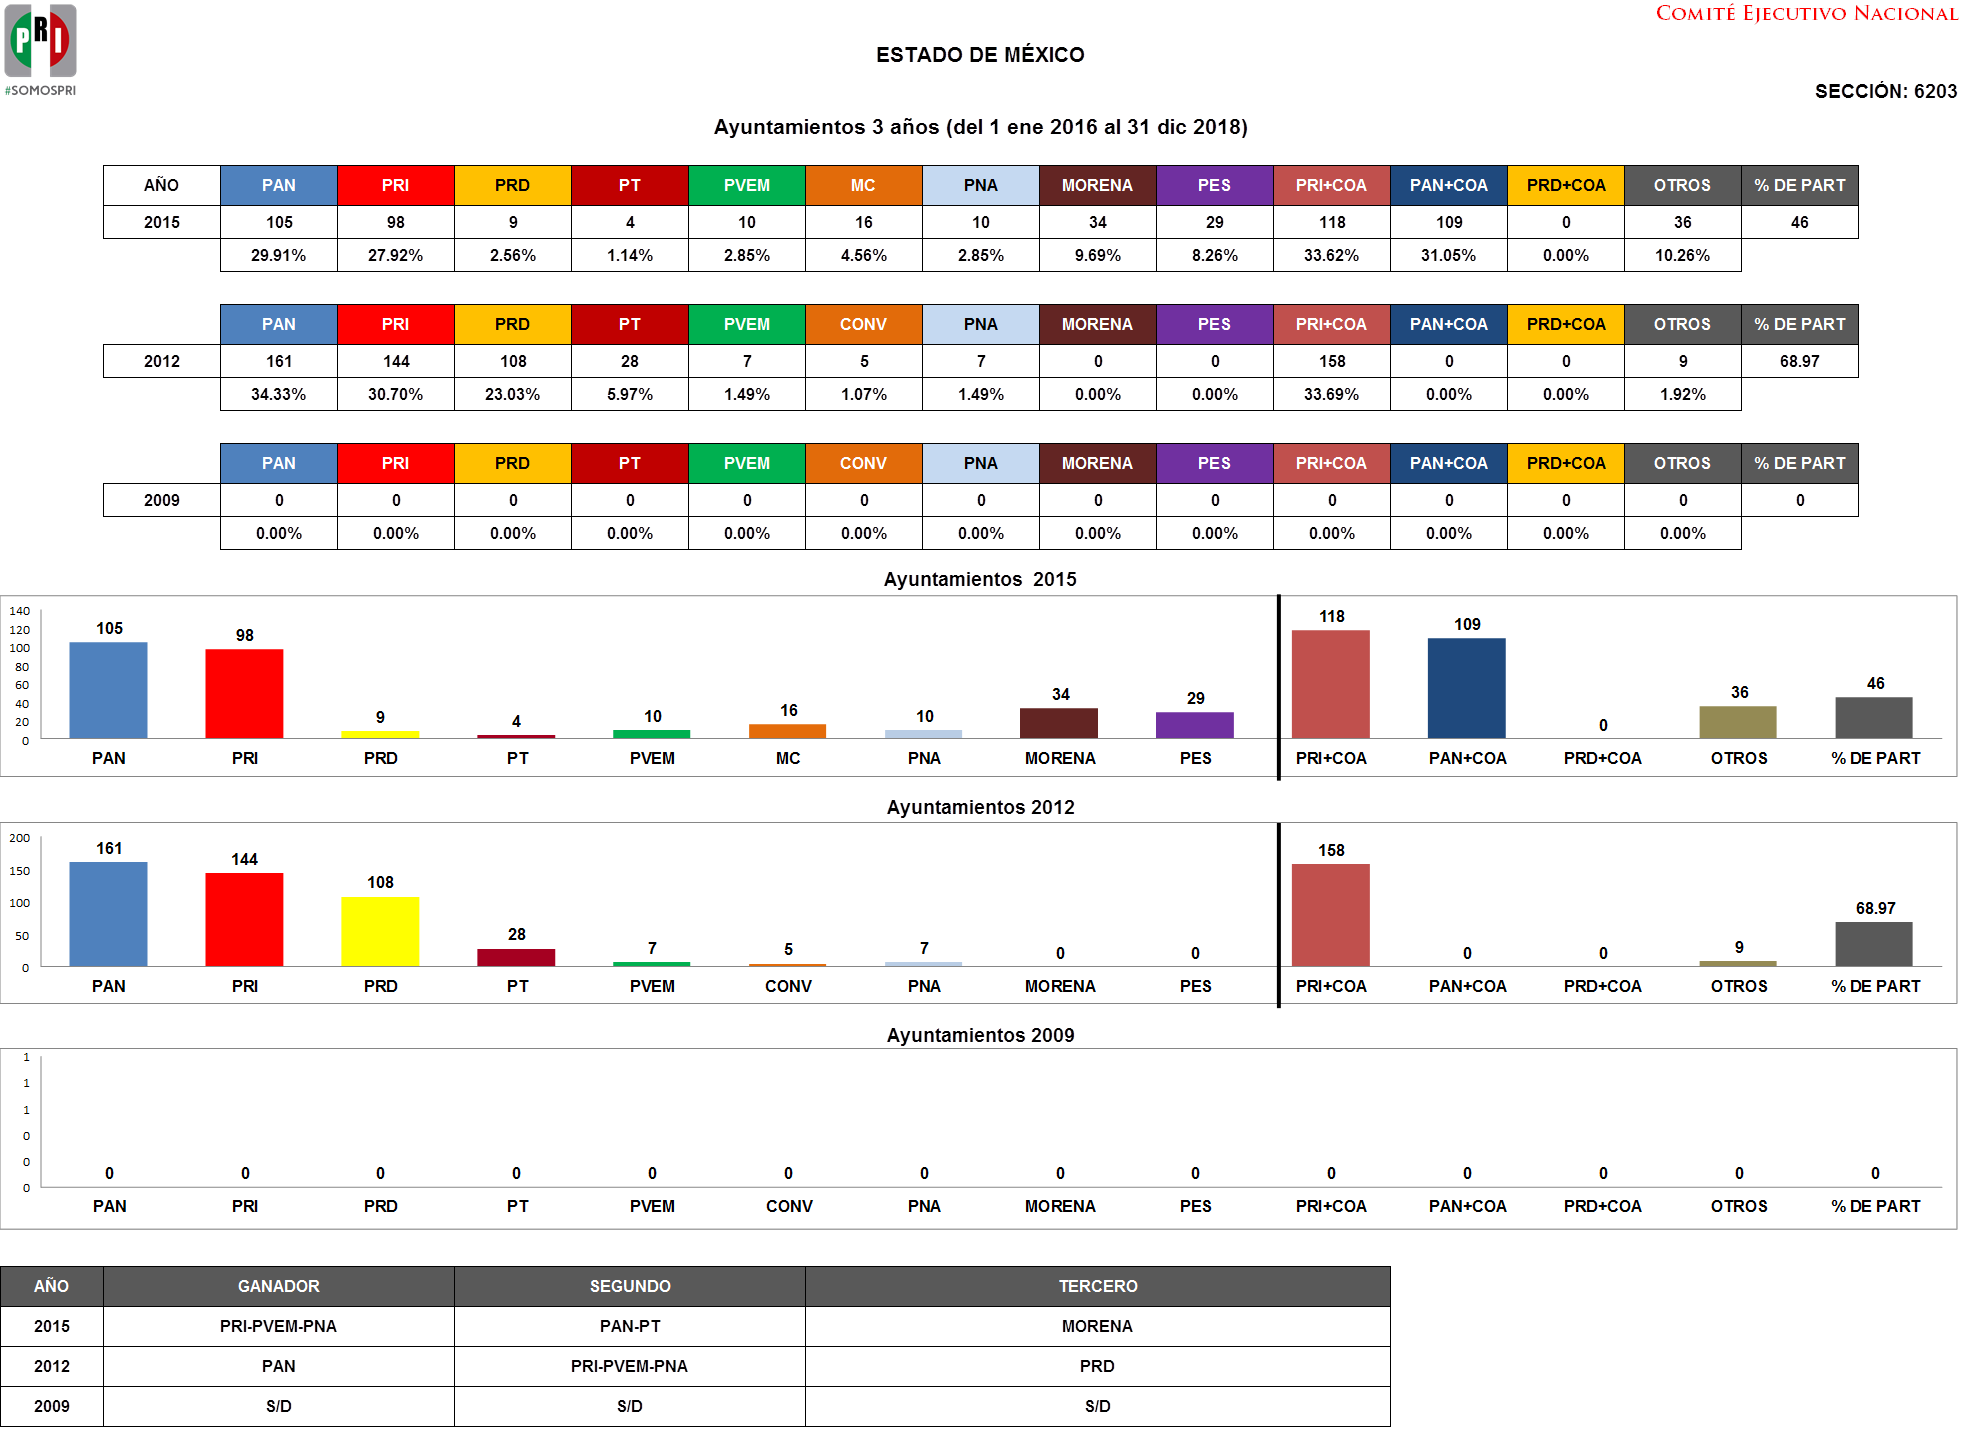 PRI
#SOMOSPRI
COMITÉ EJECUTIVO NACIONAL
ESTADO DE MÉXICO
SECCIÓN: 6203
Ayuntamientos 3 años (del 1 ene 2016 al 31 dic 2018)
AÑO PAN PRI PRD PT PVEM MC PNA MORENA PES PRI+COA PAN+COA PRD+COA OTROS % DE PART
2015 105 98 9 4 10 16 10 34 29 118 109 0 36 46
29.91% 27.92% 2.56% 1.14% 2.85% 4.56% 2.85% 9.69% 8.26% 33.62% 31.05% 0.00% 10.26%
PAN PRI PRD PT PVEM CONV PNA MORENA PES PRI+COA PAN+COA PRD+COA OTROS % DE PART
2012 161 144 108 28 7 5 7 0 0 158 0 0 9 68.97
34.33% 30.70% 23.03% 5.97% 1.49% 1.07% 1.49% 0.00% 0.00% 33.69% 0.00% 0.00% 1.92%
PAN PRI PRD PT PVEM CONV PNA MORENA PES PRI+COA PAN+COA PRD+COA OTROS % DE PART
2009 0 0 0 0 0 0 0 0 0 0 0 0 0 0
0.00% 0.00% 0.00% 0.00% 0.00% 0.00% 0.00% 0.00% 0.00% 0.00% 0.00% 0.00% 0.00%
Ayuntamientos 2015
140
120
100
80
60
40
20
0
105 98 9 4 10 16 10 34 29 118 109 0 36 46
PAN PRI PRD PT PVEM MC PNA MORENA PES PRI+COA PAN+COA PRD+COA OTROS % DE PART
Ayuntamientos 2012
200
150
100
50
0
161 144 108 28 7 5 7 0 0 158 0 0 9 68.97
PAN PRI PRD PT PVEM CONV PNA MORENA PES PRI+COA PAN+COA PRD+COA OTROS % DE PART
Ayuntamientos 2009
1
1
1
0
0
0
0 0 0 0 0 0 0 0 0 0 0 0 0 0
PAN PRI PRD PT PVEM CONV PNA MORENA PES PRI+COA PAN+COA PRD+COA OTROS % DE PART
AÑO GANADOR SEGUNDO TERCERO
2015 PRI-PVEM-PNA PAN-PT MORENA
2012 PAN PRI-PVEM-PNA PRD
2009 S/D S/D S/D